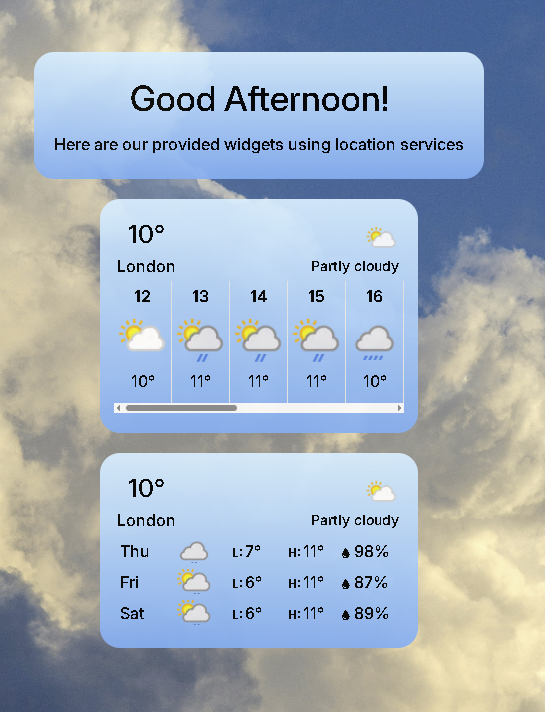 Good Afternoon!
Here are our provided widgets using location services
10°
London
Partly cloudy
12 13 14 15 16
10° 11° 11° 11° 10°
10°
London
Partly cloudy
Thu L:7° H:11° 98%
Fri L:6° H:11° 87%
Sat L:6° H:11° 89%